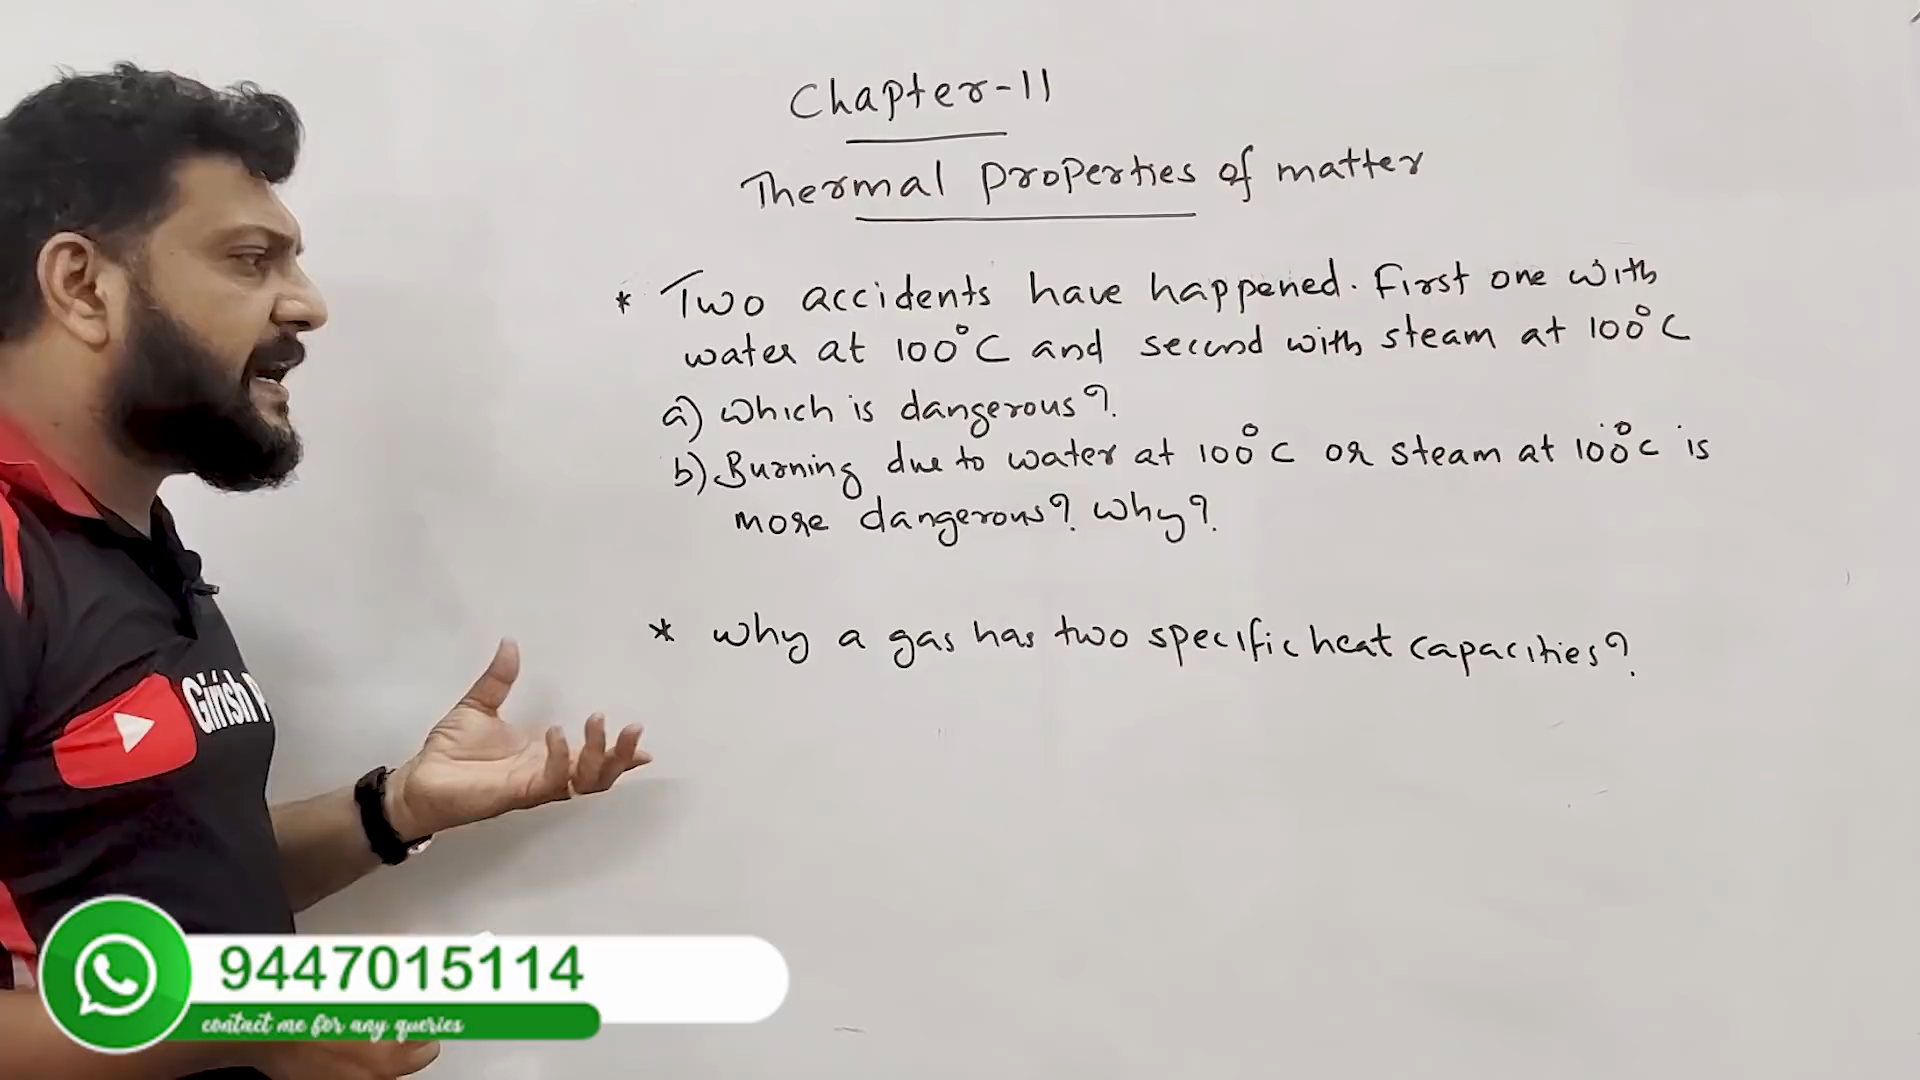 Chapter-11
Thermal properties of matter
* Two accidents have happened. First one with
water at 100°C and second with steam at 100°C
a) which is dangerous?
b) Burning due to water at 100°C or steam at 100°C is
more dangerous? Why?
* why a gas has two specific heat capacities?
Girish P
9447015114
contact me for any queries